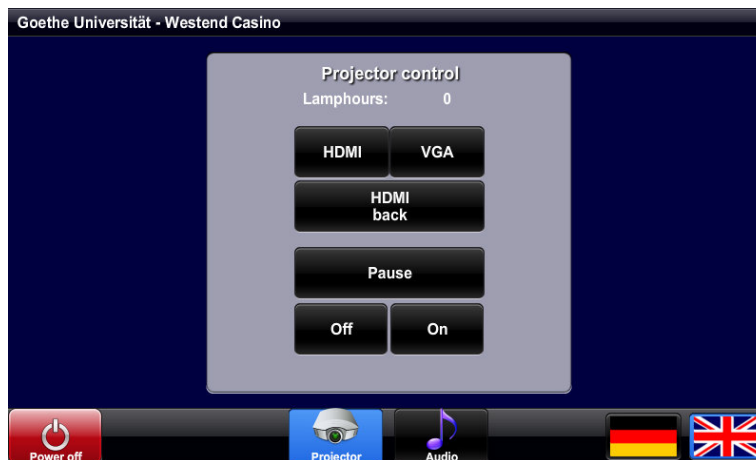 Goethe Universität - Westend Casino
Projector control
Lamphours: 0
HDMI VGA
HDMI
back
Pause
Off On
Power off Projector Audio